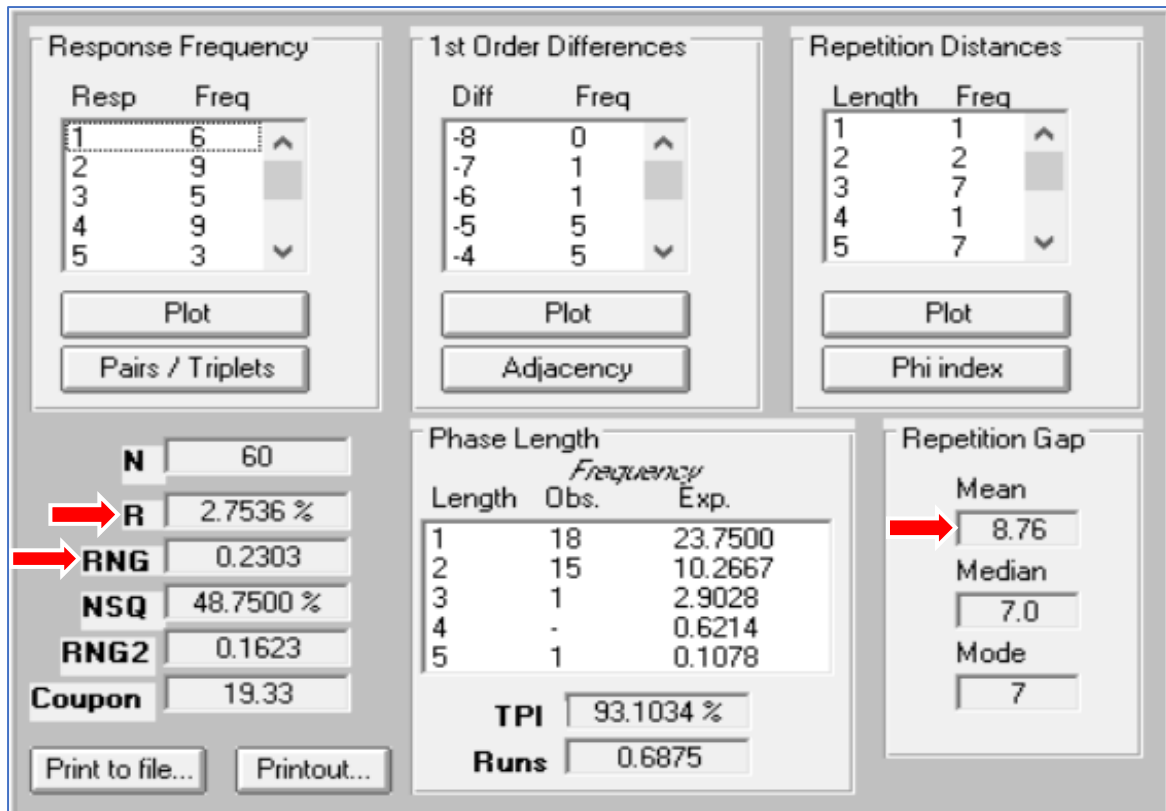 Response Frequency
Resp Freq
1 6
2 9
3 5
4 9
5 3
Plot
Pairs / Triplets
1st Order Differences
Diff Freq
-8 0
-7 1
-6 1
-5 5
-4 5
Plot
Adjacency
Repetition Distances
Length Freq
1 1
2 2
3 7
4 1
5 7
Plot
Phi index
N 60
R 2.7536 %
RNG 0.2303
NSQ 48.7500 %
RNG2 0.1623
Coupon 19.33
Print to file...
Printout...
Phase Length
Frequency
Length Obs. Exp.
1 18 23.7500
2 15 10.2667
3 1 2.9028
4 - 0.6214
5 1 0.1078
TPI 93.1034 %
Runs 0.6875
Repetition Gap
Mean
8.76
Median
7.0
Mode
7